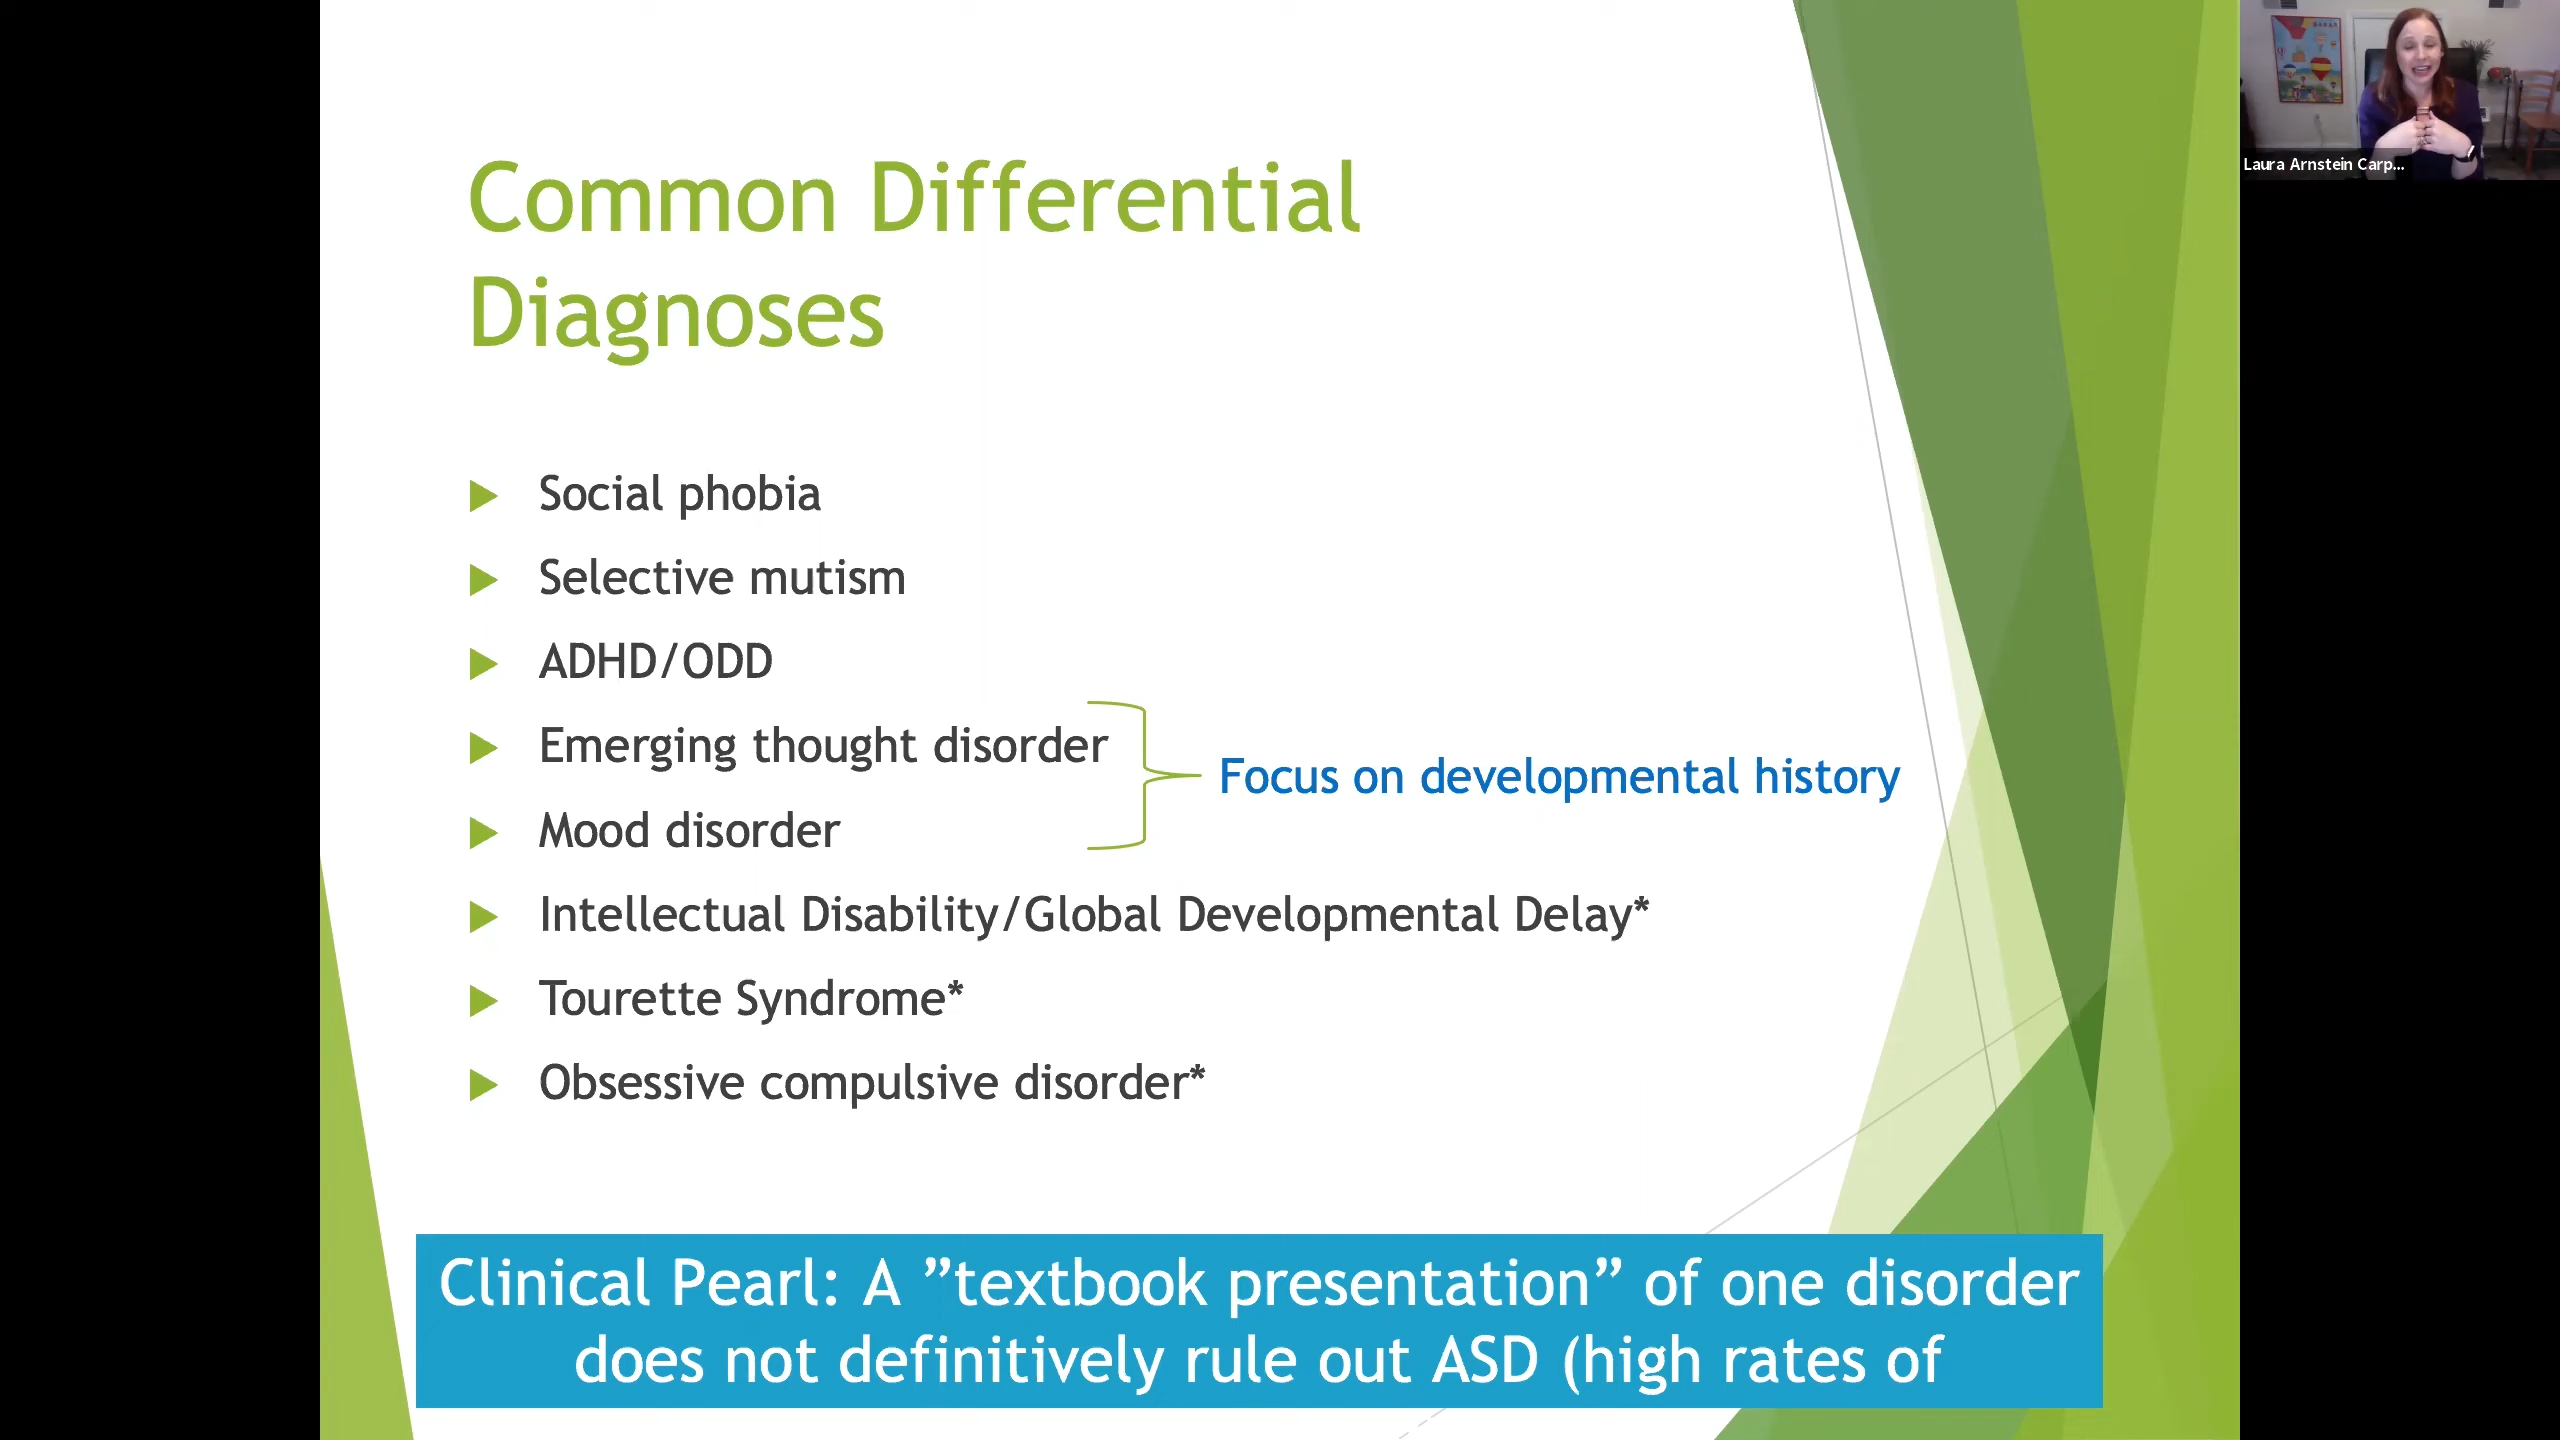 Common Differential
Diagnoses
Social phobia
Selective mutism
ADHD/ODD
Emerging thought disorder
Mood disorder
Focus on developmental history
Intellectual Disability/Global Developmental Delay*
Tourette Syndrome*
Obsessive compulsive disorder*
Clinical Pearl: A ”textbook presentation” of one disorder
does not definitively rule out ASD (high rates of
Laura Arnstein Carp...